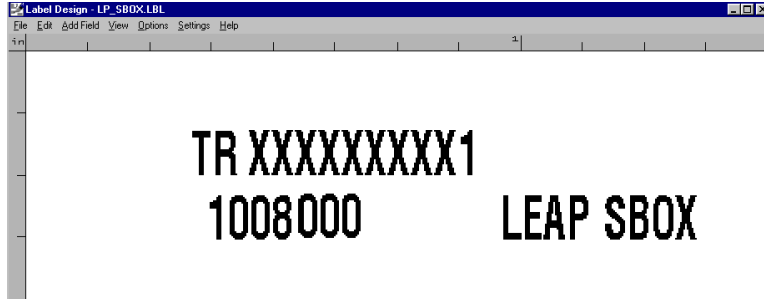 Label Design - LP_SBOX.LBL
File Edit Add Field View Options Settings Help
in 1
TR XXXXXXXXX1
1008000 LEAP SBOX